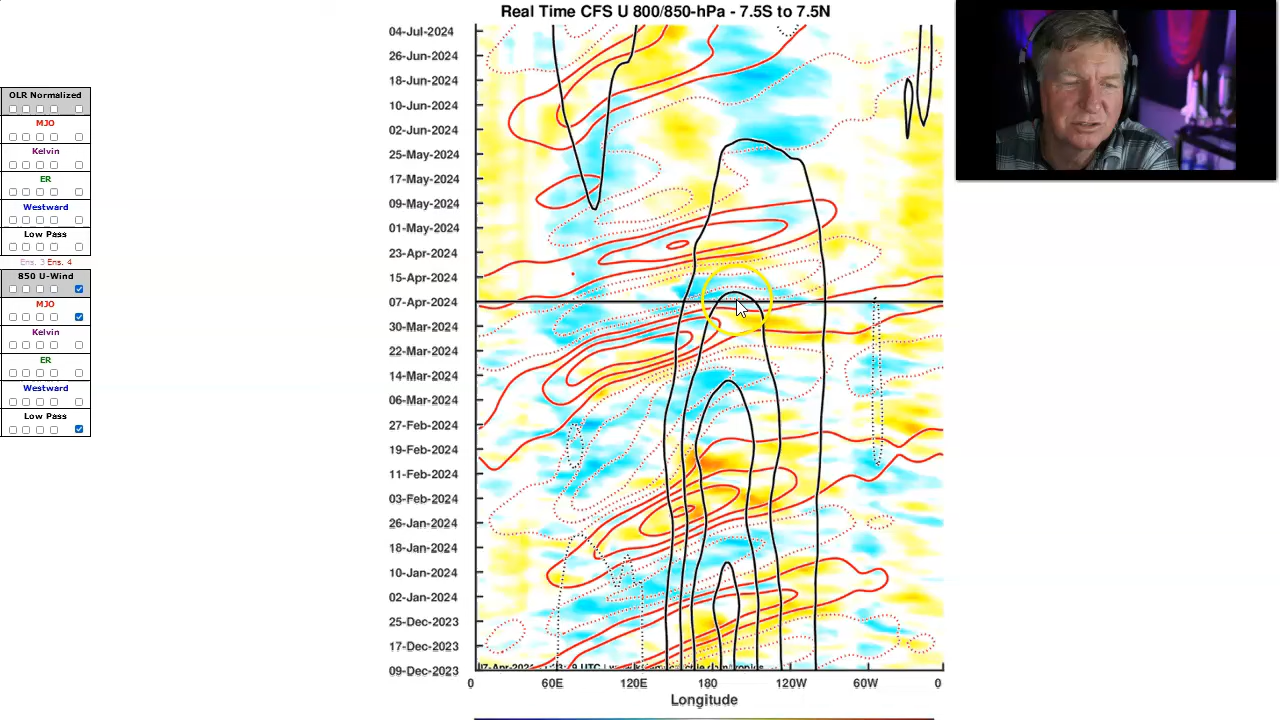 Real Time CFS U 800/850-hPa - 7.5S to 7.5N
OLR Normalized
MJO
Kelvin
ER
Westward
Low Pass
Ens. 3 Ens. 4
850 U-Wind
MJO
Kelvin
ER
Westward
Low Pass
04-Jul-2024
26-Jun-2024
18-Jun-2024
10-Jun-2024
02-Jun-2024
25-May-2024
17-May-2024
09-May-2024
01-May-2024
23-Apr-2024
15-Apr-2024
07-Apr-2024
30-Mar-2024
22-Mar-2024
14-Mar-2024
06-Mar-2024
27-Feb-2024
19-Feb-2024
11-Feb-2024
03-Feb-2024
26-Jan-2024
18-Jan-2024
10-Jan-2024
02-Jan-2024
25-Dec-2023
17-Dec-2023
09-Dec-2023
0 60E 120E 180 120W 60W 0
Longitude